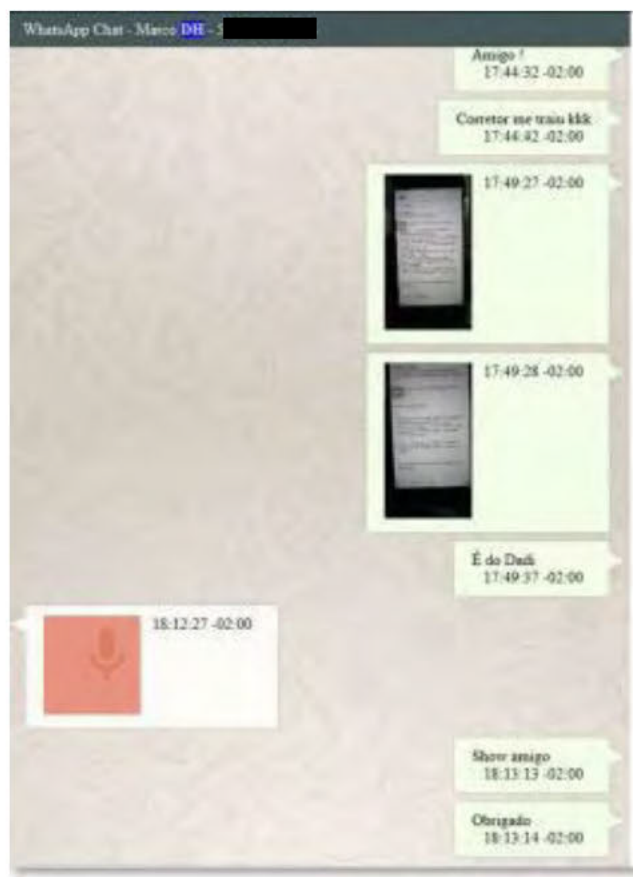 WhatsApp Chat - Marco DH - 5
Amigo !
17:44:32 -02:00
Corretor me traiu kkk
17:44:42 -02:00
17:49:27 -02:00
17:49:28 -02:00
É do Dadi
17:49:37 -02:00
18:12:27 -02:00
Show amigo
18:13:13 -02:00
Obrigado
18:13:14 -02:00